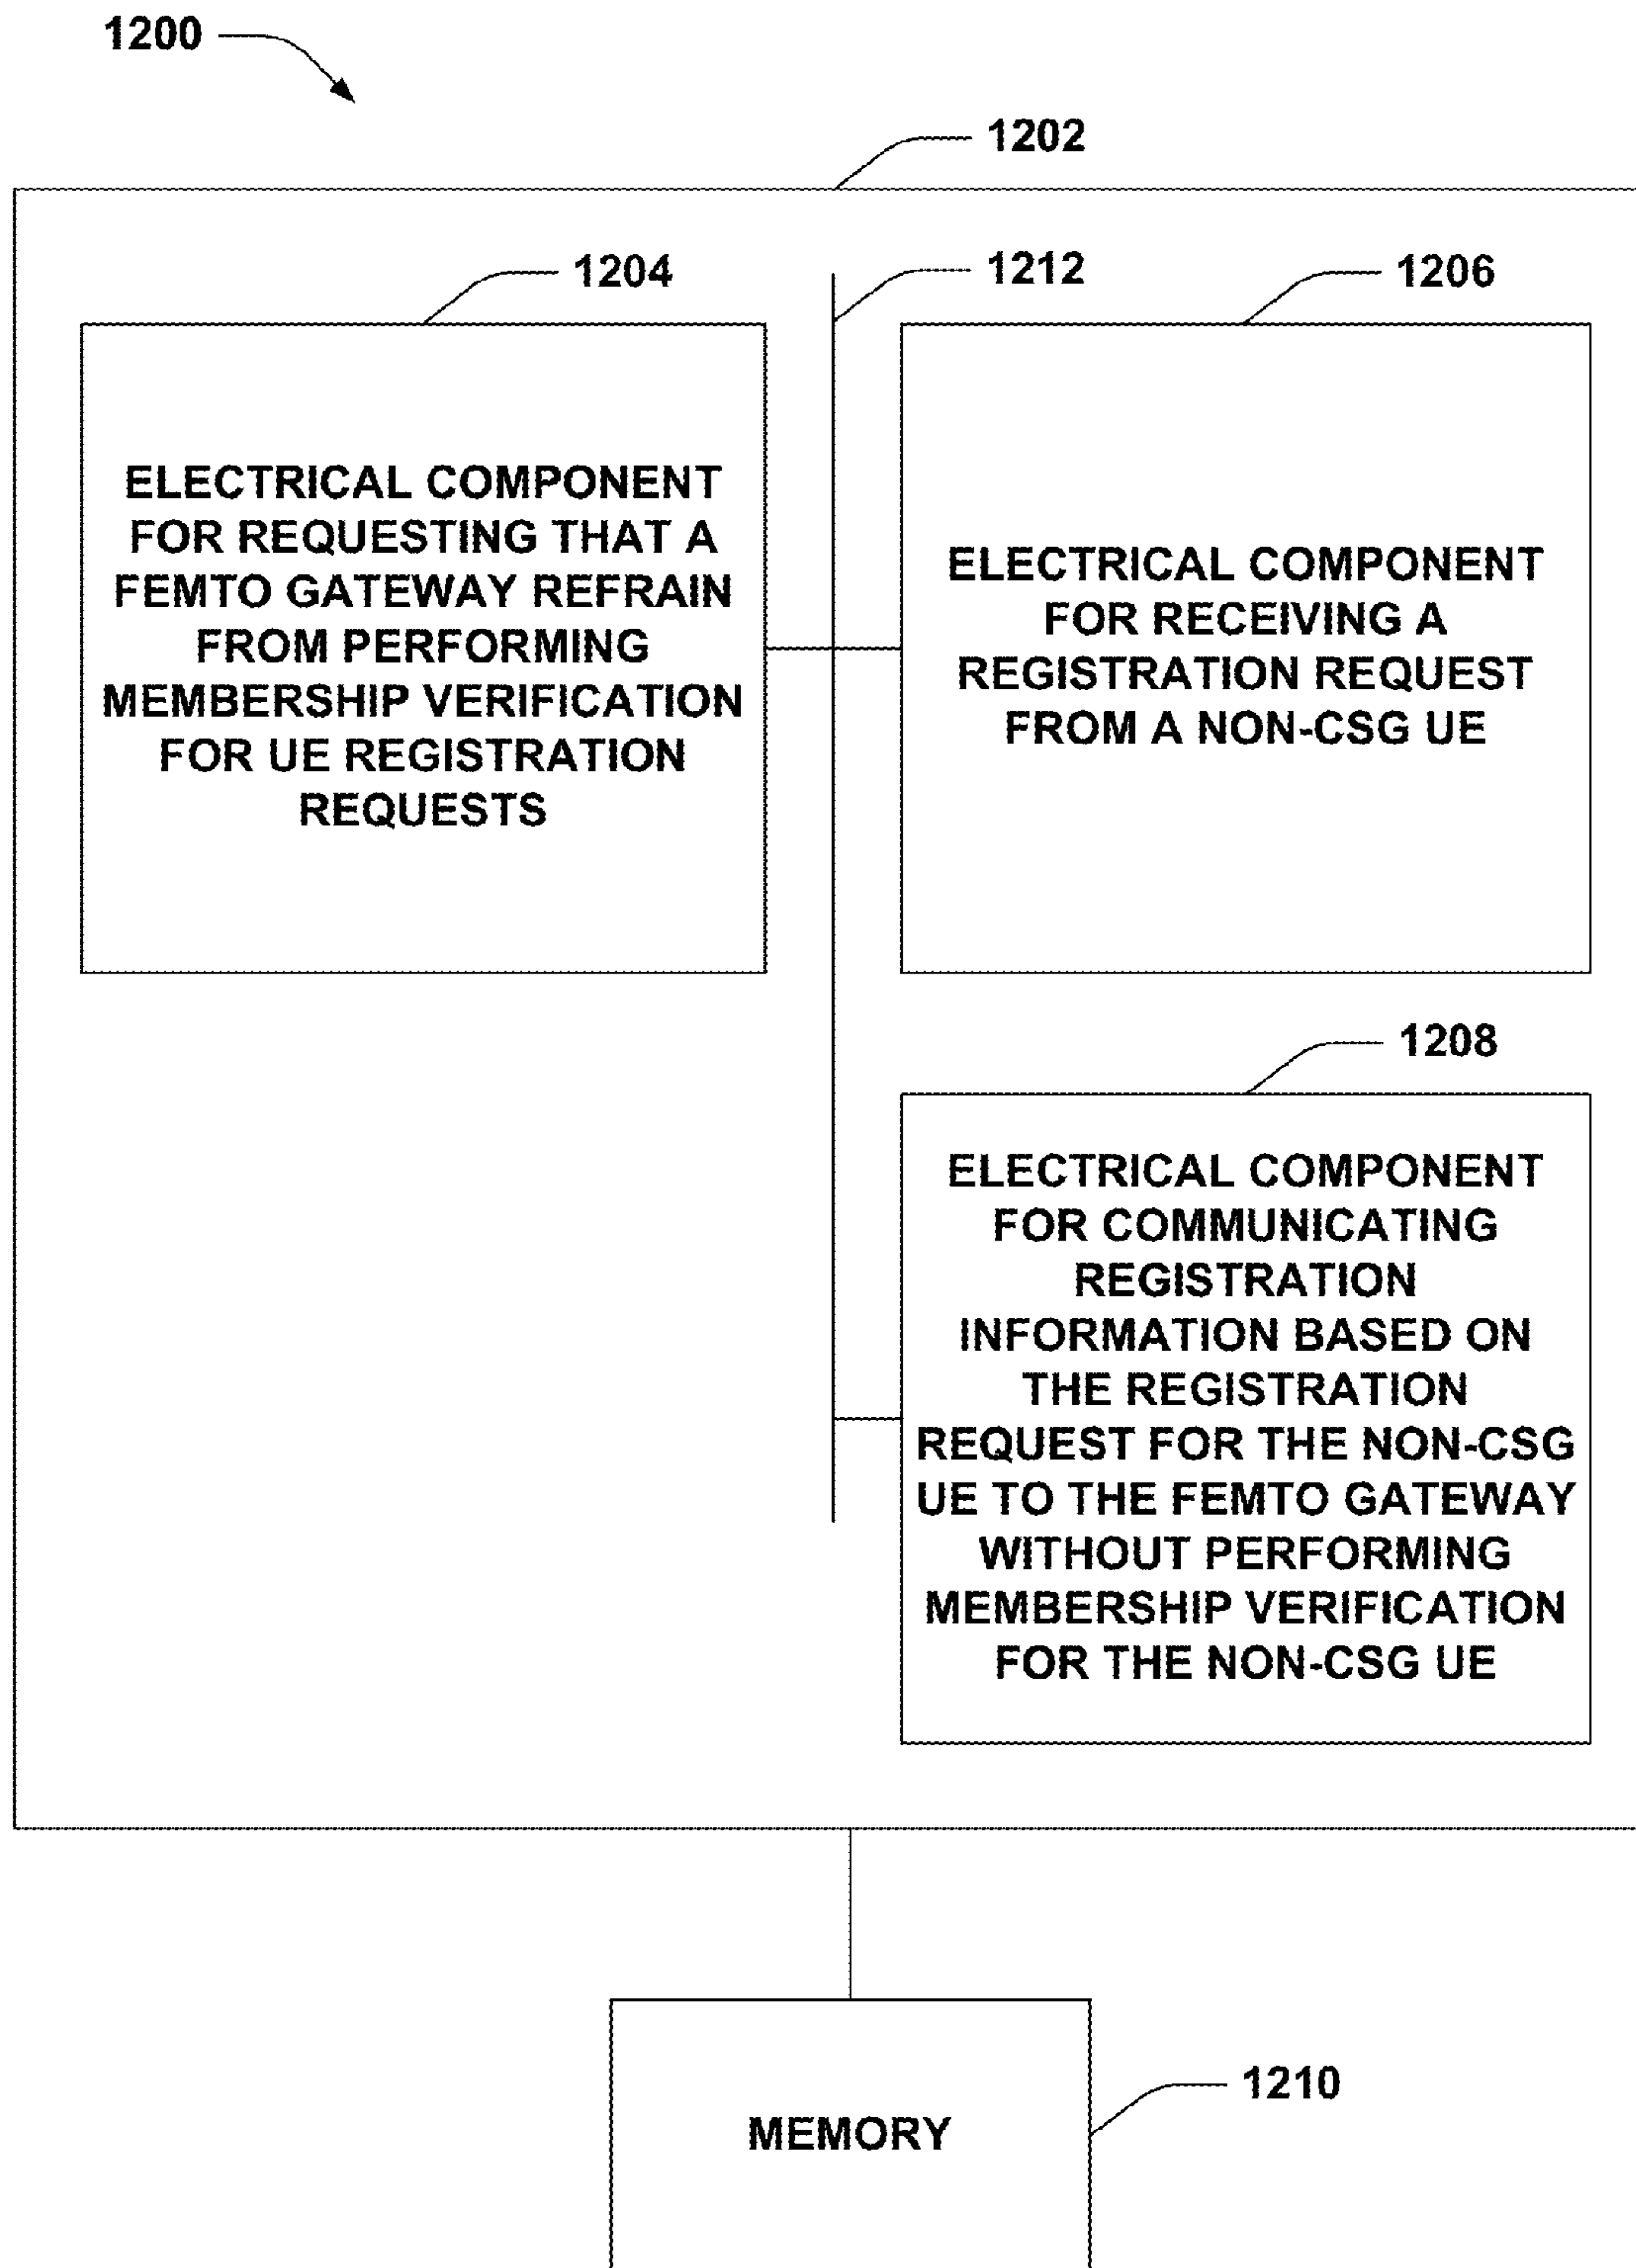 1200
1202
1204
1212
1206
ELECTRICAL COMPONENT
FOR REQUESTING THAT A
FEMTO GATEWAY REFRAIN
FROM PERFORMING
MEMBERSHIP VERIFICATION
FOR UE REGISTRATION
REQUESTS
ELECTRICAL COMPONENT
FOR RECEIVING A
REGISTRATION REQUEST
FROM A NON-CSG UE
1208
ELECTRICAL COMPONENT
FOR COMMUNICATING
REGISTRATION
INFORMATION BASED ON
THE REGISTRATION
REQUEST FOR THE NON-CSG
UE TO THE FEMTO GATEWAY
WITHOUT PERFORMING
MEMBERSHIP VERIFICATION
FOR THE NON-CSG UE
1210
MEMORY